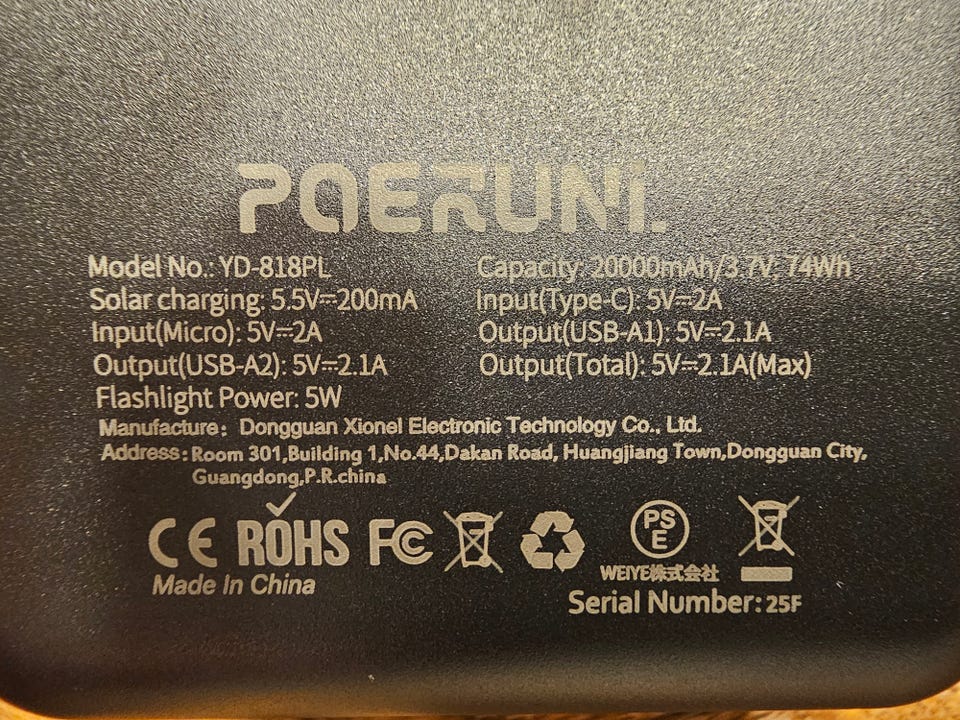 POERUNI.
Model No.: YD-818PL
Capacity: 20000mAh/3.7V: 74Wh
Solar charging: 5.5V⎓200mA
Input(Type-C): 5V⎓2A
Input(Micro): 5V⎓2A
Output(USB-A1): 5V⎓2.1A
Output(USB-A2): 5V⎓2.1A
Output(Total): 5V⎓2.1A(Max)
Flashlight Power: 5W
Manufacture: Dongguan Xionel Electronic Technology Co., Ltd.
Address: Room 301,Building 1,No.44,Dakan Road, Huangjiang Town,Dongguan City,
Guangdong,P.R.china
CE ROHS FC PS E
Made In China
WEIYE株式会社
Serial Number: 25F